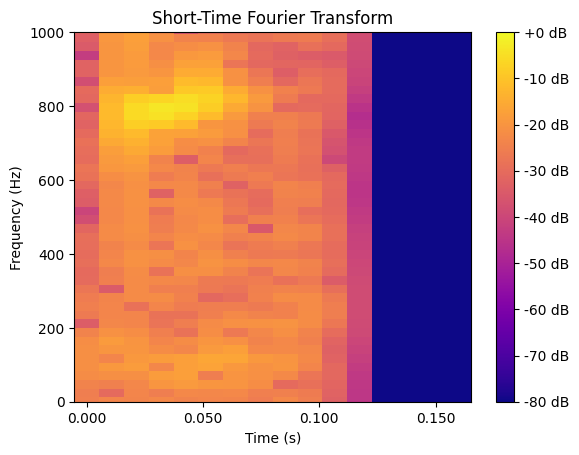 Short-Time Fourier Transform
1000
800
600
400
200
0
Frequency (Hz)
0.000
0.050
0.100
0.150
Time (s)
+0 dB
-10 dB
-20 dB
-30 dB
-40 dB
-50 dB
-60 dB
-70 dB
-80 dB